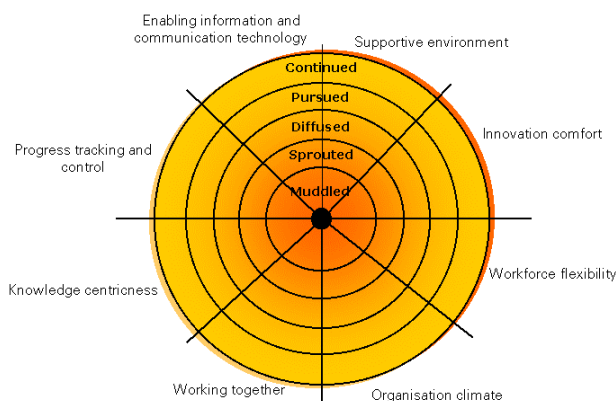 Enabling information and
communication technology
Supportive environment
Continued
Pursued
Diffused
Sprouted
Muddled
Innovation comfort
Progress tracking and
control
Workforce flexibility
Knowledge centricness
Working together
Organisation climate